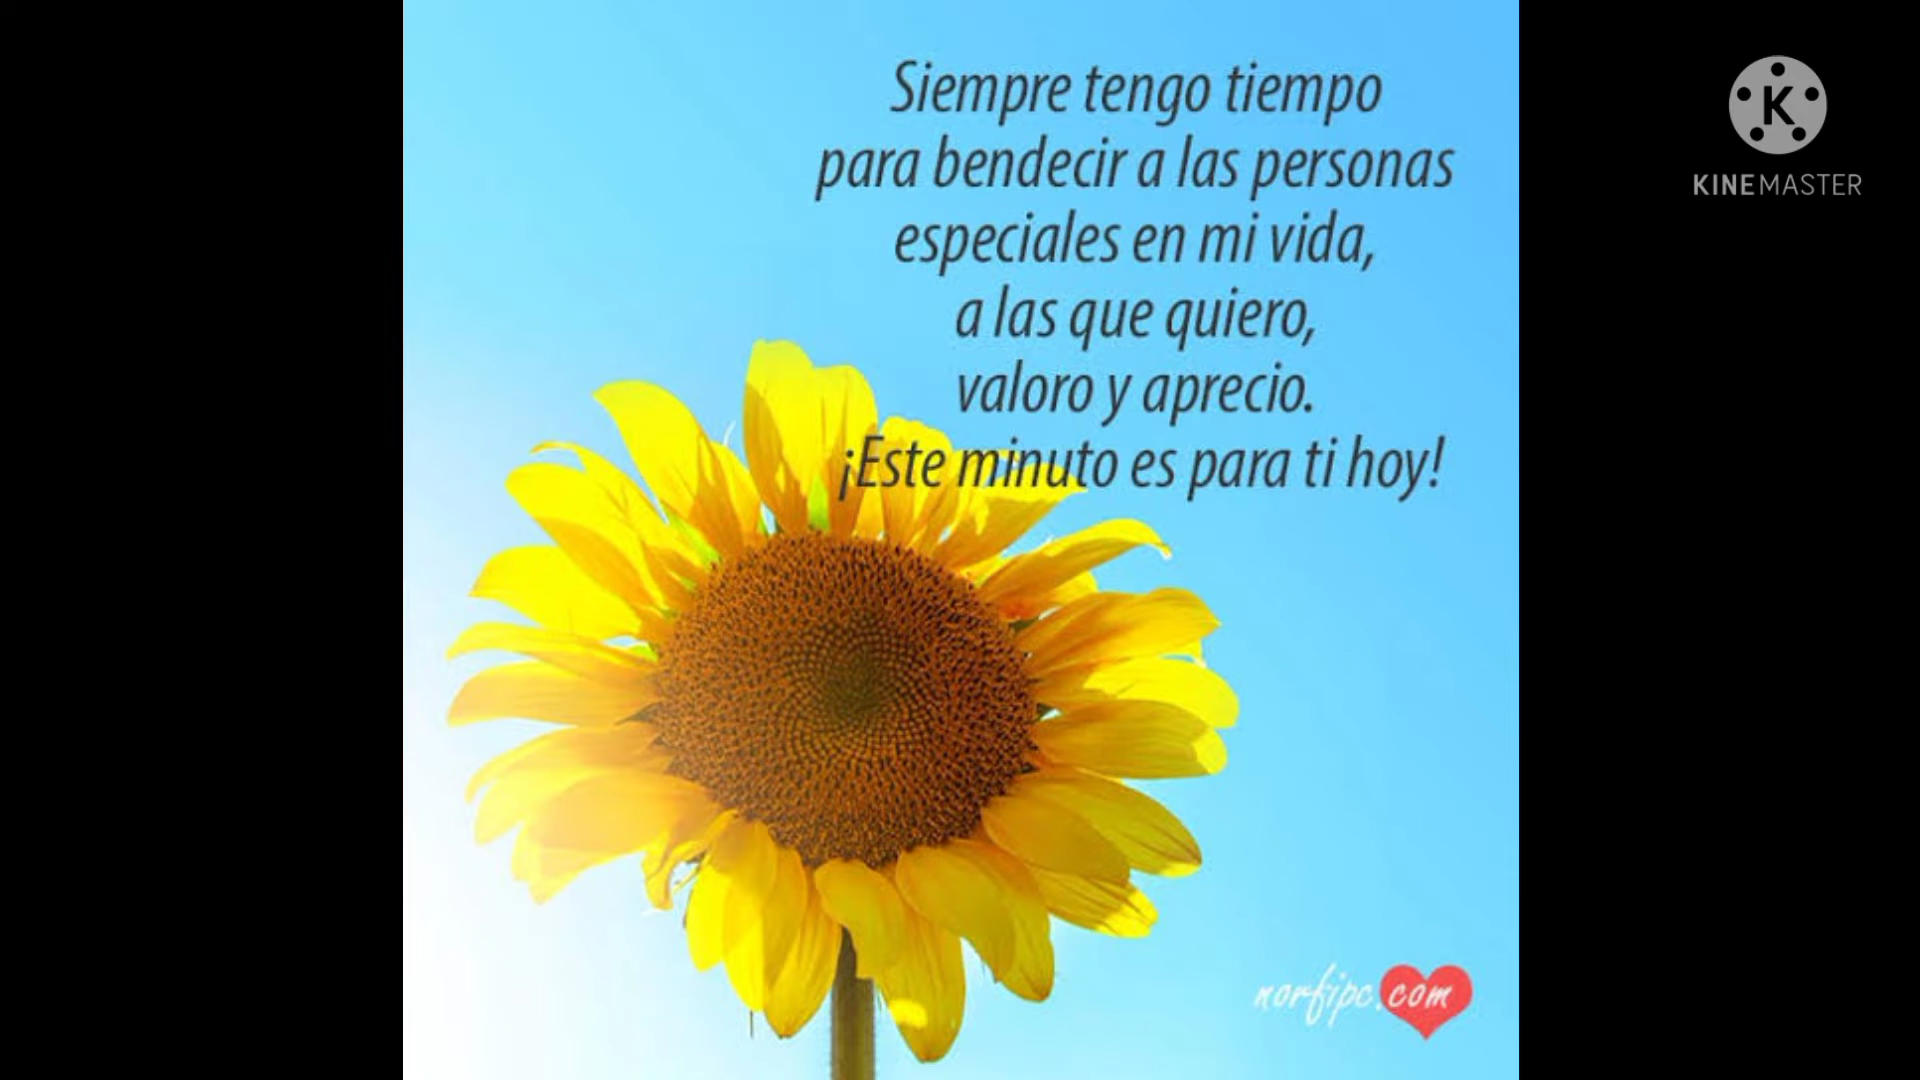 Siempre tengo tiempo
para bendecir a las personas
especiales en mi vida,
a las que quiero,
valoro y aprecio.
¡Este minuto es para ti hoy!
norfipc.com
K
KINEMASTER